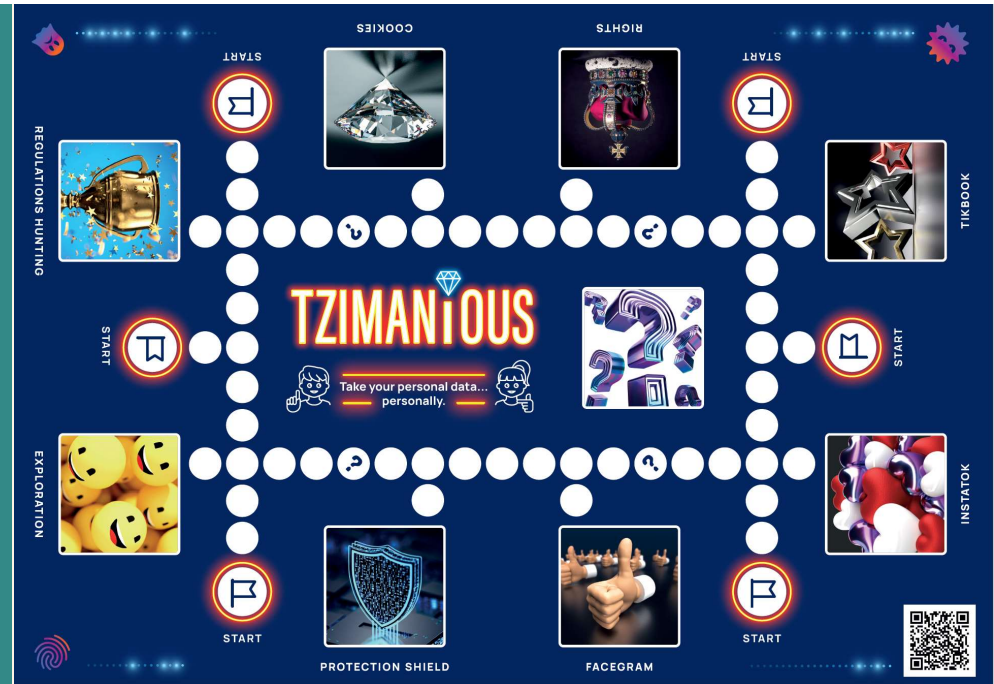 COOKIES
RIGHTS
START
START
REGULATIONS HUNTING
TIKBOOK
?
?
TZIMANiOUS
Take your personal data...
personally.
START
START
EXPLORATION
INSTATOK
?
?
START
START
PROTECTION SHIELD
FACEGRAM